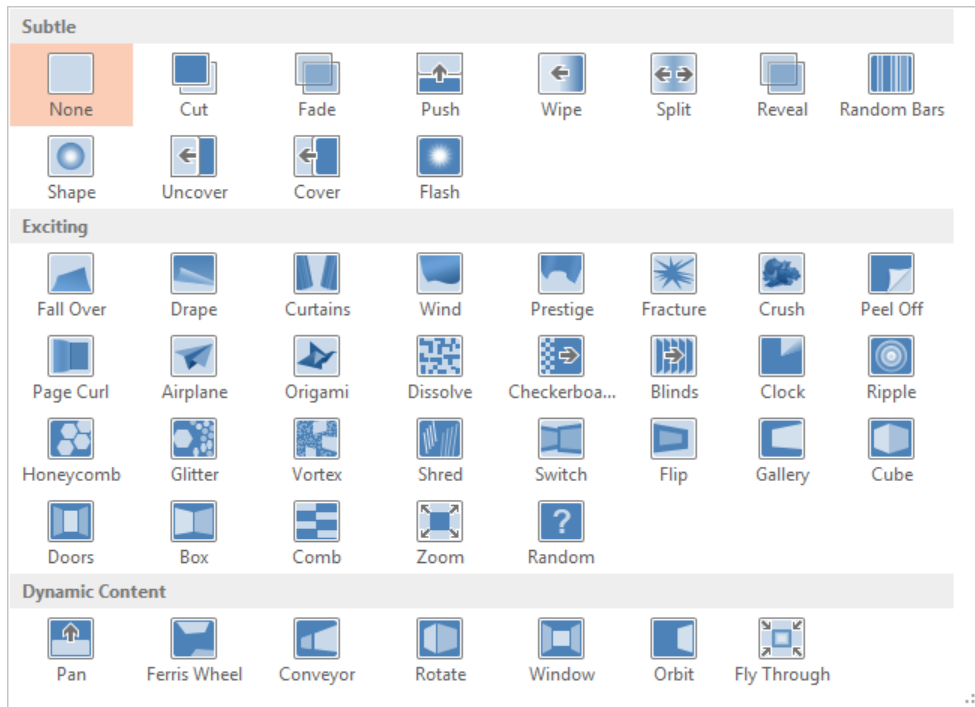 Subtle
None Cut Fade Push Wipe Split Reveal Random Bars
Shape Uncover Cover Flash
Exciting
Fall Over Drape Curtains Wind Prestige Fracture Crush Peel Off
Page Curl Airplane Origami Dissolve Checkerboa... Blinds Clock Ripple
Honeycomb Glitter Vortex Shred Switch Flip Gallery Cube
?
Doors Box Comb Zoom Random
Dynamic Content
Pan Ferris Wheel Conveyor Rotate Window Orbit Fly Through